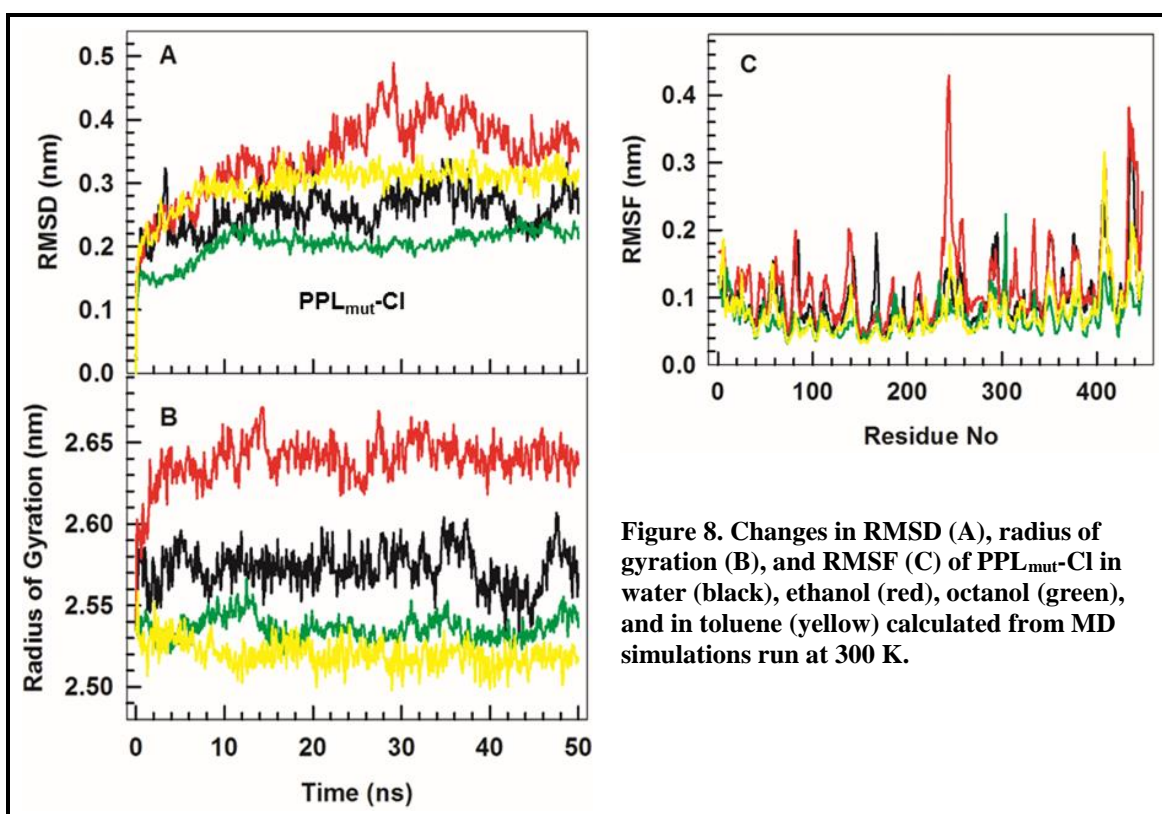 A
RMSD (nm)
0.5
0.4
0.3
0.2
0.1
0.0
PPLmut-Cl
B
Radius of Gyration (nm)
2.65
2.60
2.55
2.50
0 10 20 30 40 50
Time (ns)
C
RMSF (nm)
0.4
0.3
0.2
0.1
0.0
0 100 200 300 400
Residue No
Figure 8. Changes in RMSD (A), radius of
gyration (B), and RMSF (C) of PPLmut-Cl in
water (black), ethanol (red), octanol (green),
and in toluene (yellow) calculated from MD
simulations run at 300 K.